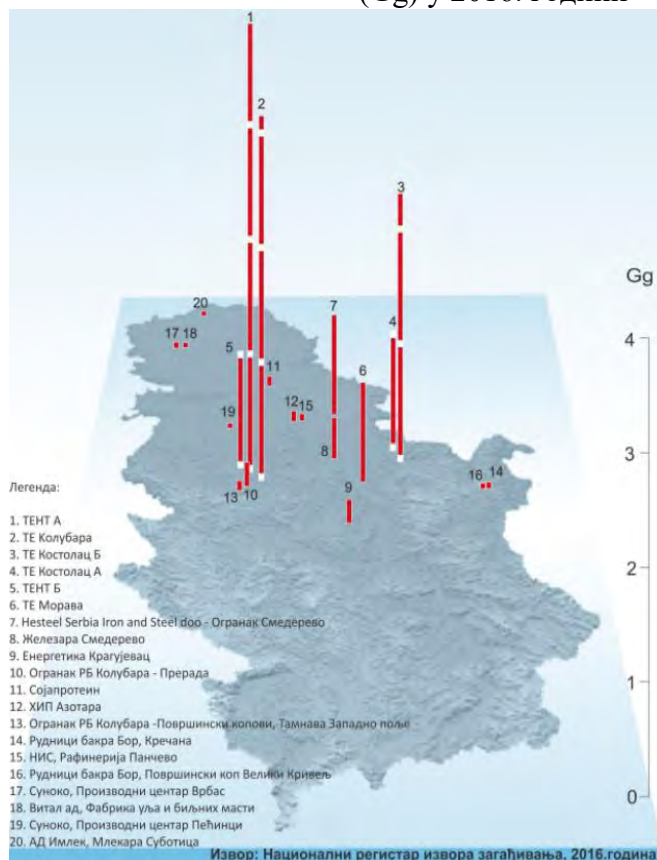 (Gg) у 2016. години
1
2
3
Gg
20
7
4
4
17 18
5
11
6
12 15
19
3
8
16 14
9
13 10
Легенда:
1. ТЕНТ А
2. ТЕ Колубара
3. ТЕ Костолац Б
4. ТЕ Костолац А
2
5. ТЕНТ Б
6. ТЕ Морава
7. Hesteel Serbia Iron and Steel doo - Огранак Смедерево
8. Железара Смедерево
9. Енергетика Крагујевац
10. Огранак РБ Колубара - Прерада
1
11. Сојапротеин
12. ХИП Азотара
13. Огранак РБ Колубара -Површински копови, Тамнава Западно поље
14. Рудници бакра Бор, Кречана
15. НИС, Рафинерија Панчево
16. Рудници бакра Бор, Површински коп Велики Кривељ
0
17. Суноко, Производни центар Врбас
18. Витал ад, Фабрика уља и биљних масти
19. Суноко, Производни центар Пећинци
20. АД Имлек, Млекара Суботица
Извор: Национални регистар извора загађивања, 2016.година